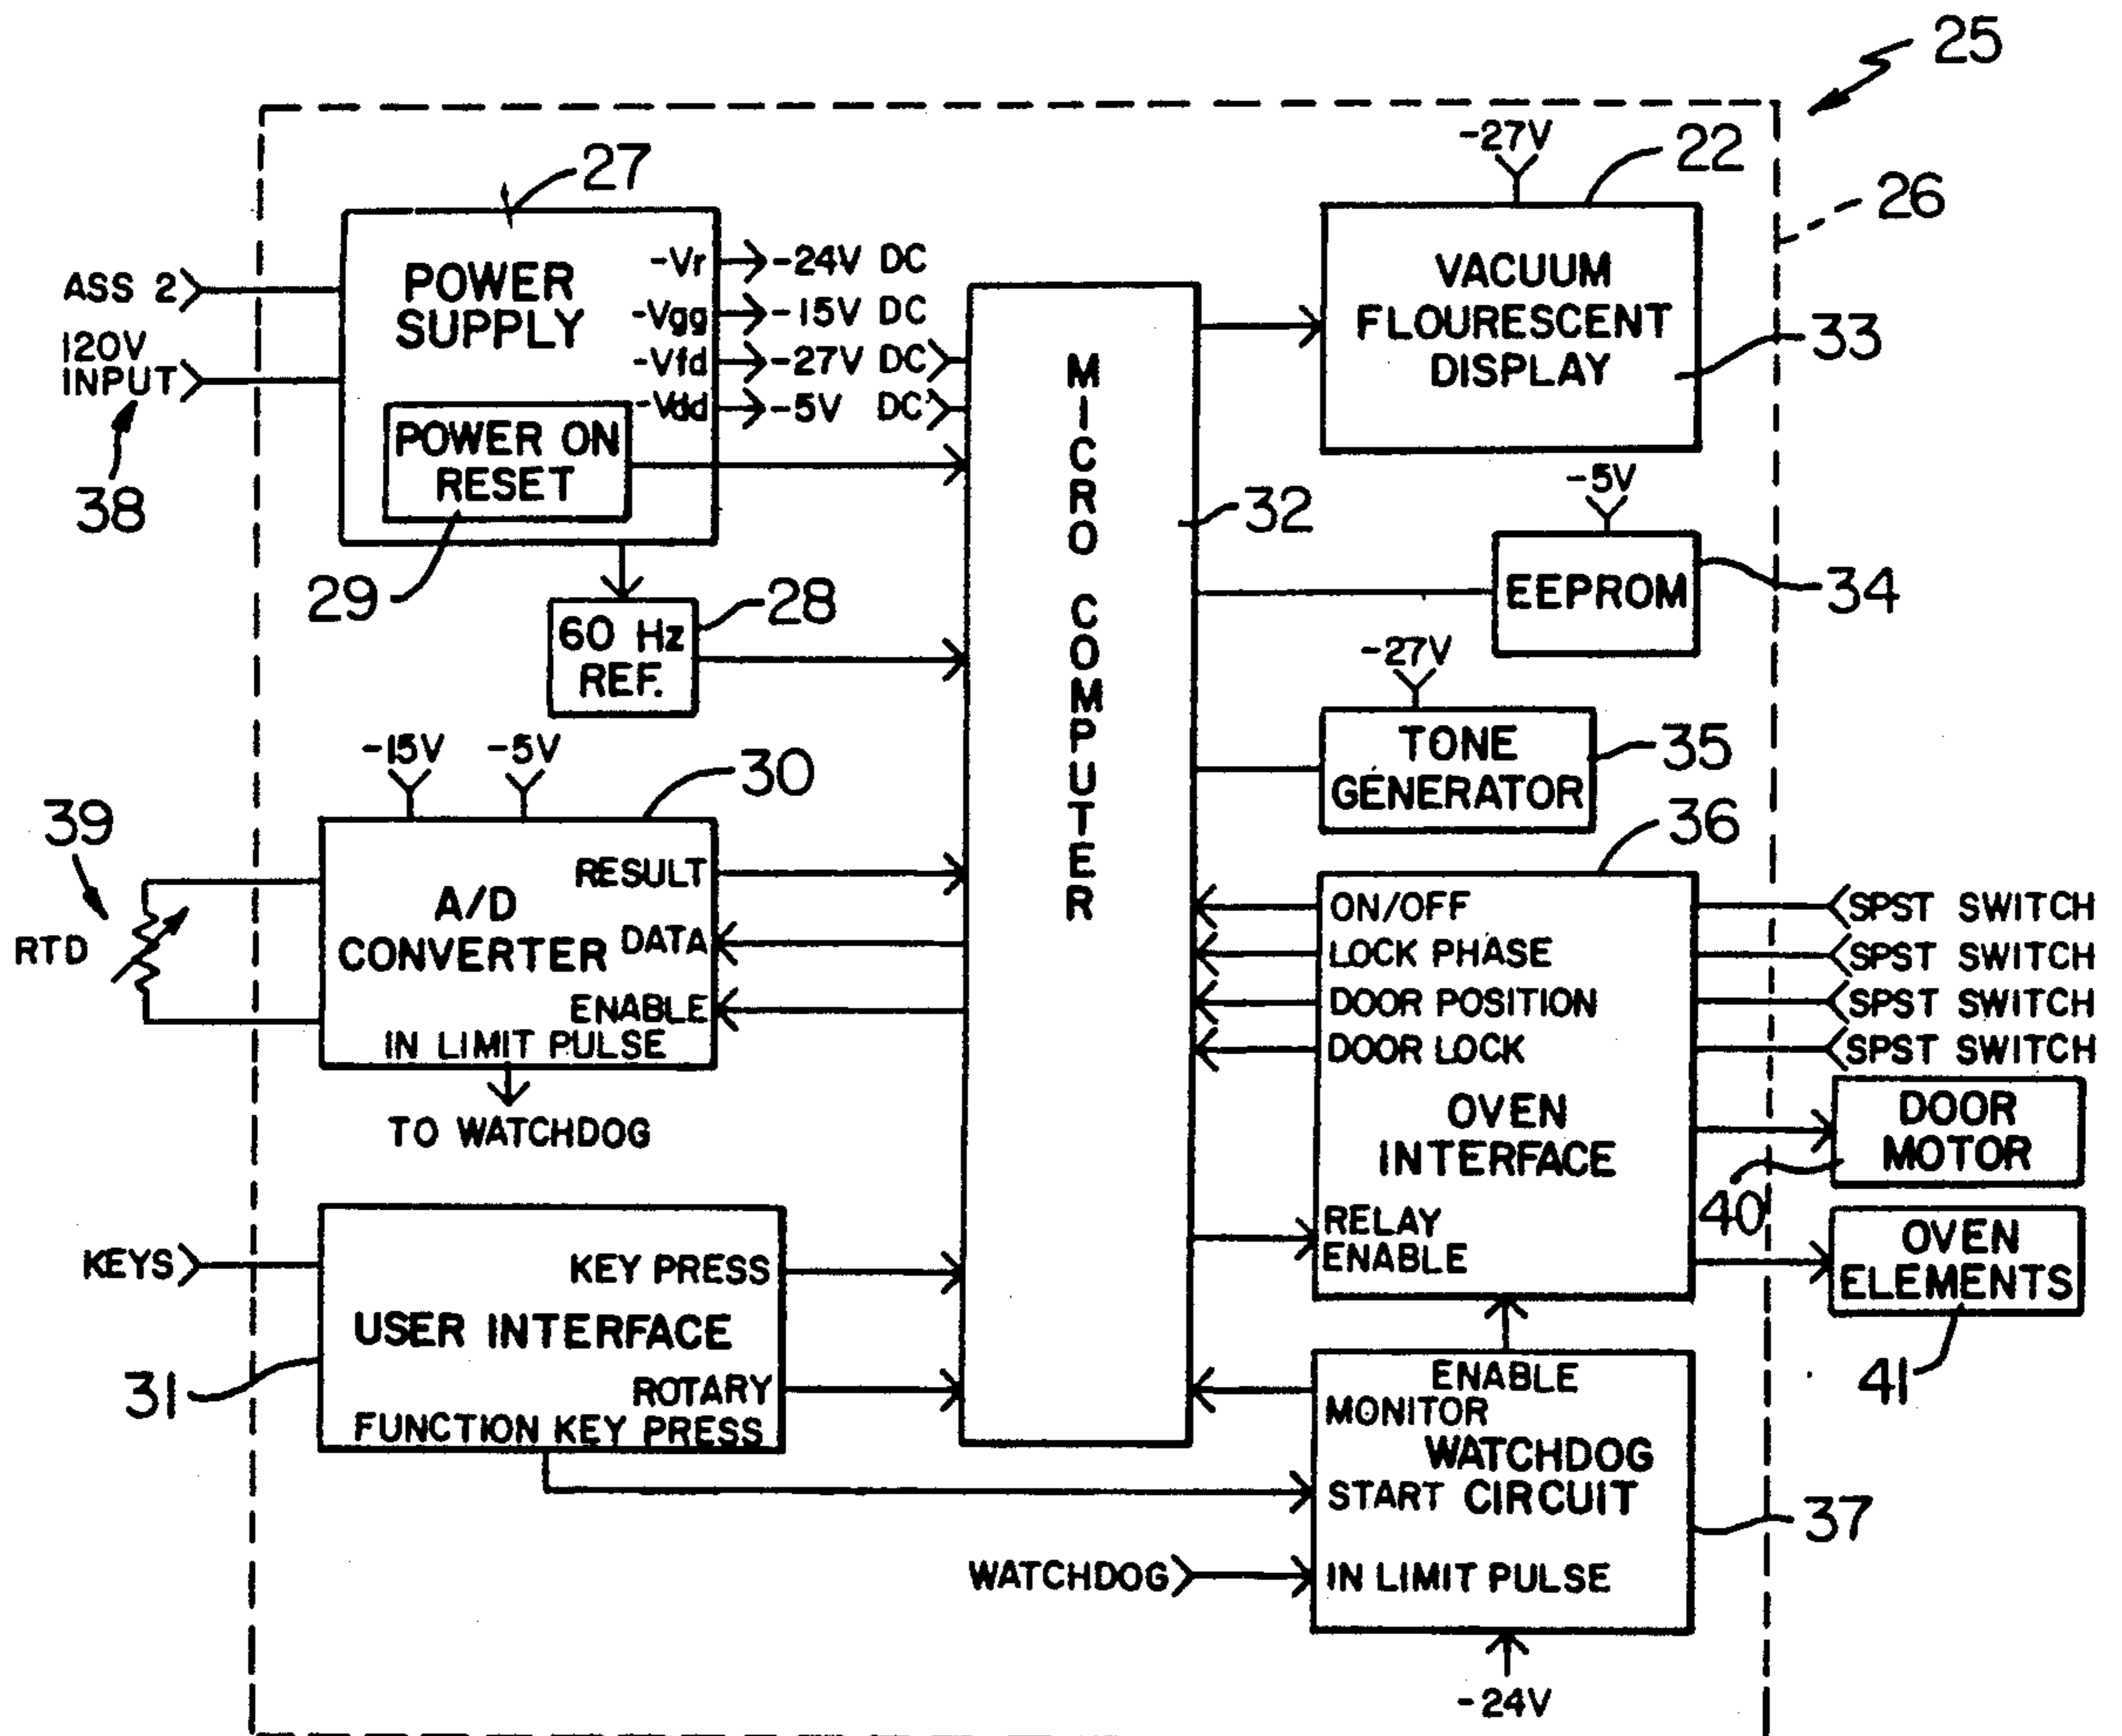 25
-27V
22
26
27
ASS 2
120V
INPUT
38
POWER
SUPPLY
-Vr
-24V DC
-Vgg
-15V DC
-Vfd
-27V DC
-Vdd
-5V DC
POWER ON
RESET
29
60 Hz
REF.
28
VACUUM
FLOURESCENT
DISPLAY
33
MICRO COMPUTER
32
-5V
EEPROM
34
-27V
TONE
GENERATOR
35
-15V
-5V
30
39
RTD
A/D
CONVERTER
RESULT
DATA
ENABLE
IN LIMIT PULSE
TO WATCHDOG
36
ON/OFF
LOCK PHASE
DOOR POSITION
DOOR LOCK
OVEN
INTERFACE
RELAY
ENABLE
SPST SWITCH
SPST SWITCH
SPST SWITCH
SPST SWITCH
DOOR
MOTOR
40
OVEN
ELEMENTS
41
KEYS
KEY PRESS
USER INTERFACE
31
ROTARY
FUNCTION KEY PRESS
ENABLE
MONITOR
WATCHDOG
START CIRCUIT
37
WATCHDOG
IN LIMIT PULSE
-24V